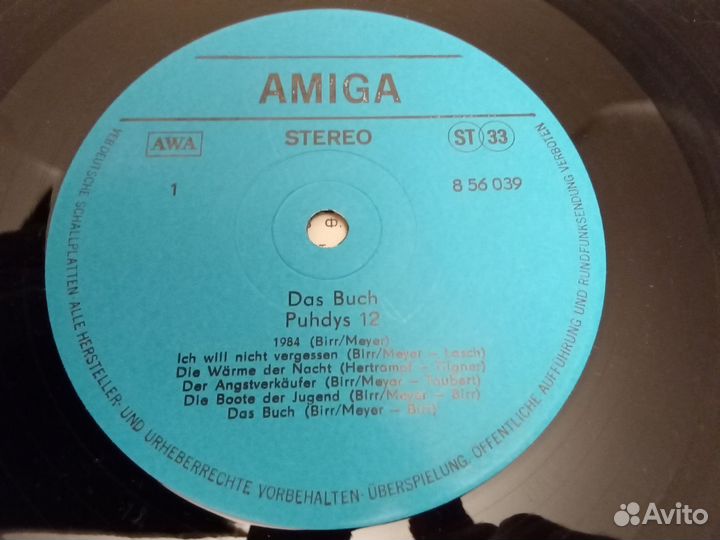 AMIGA
AWA STEREO ST 33
1 8 56 039
Das Buch
Puhdys 12
1984 (Birr/Meyer)
Ich will nicht vergessen (Birr/Meyer – Lasch)
Die Wärme der Nacht (Hertrampf – Tilgner)
Der Angstverkäufer (Birr/Meyer – Taubert)
Die Boote der Jugend (Birr/Meyer – Birr)
Das Buch (Birr/Meyer – Birr)
VEB DEUTSCHE SCHALLPLATTEN · ALLE HERSTELLER- UND URHEBERRECHTE VORBEHALTEN · ÜBERSPIELUNG, ÖFFENTLICHE AUFFÜHRUNG UND RUNDFUNKSENDUNG VERBOTEN
Avito